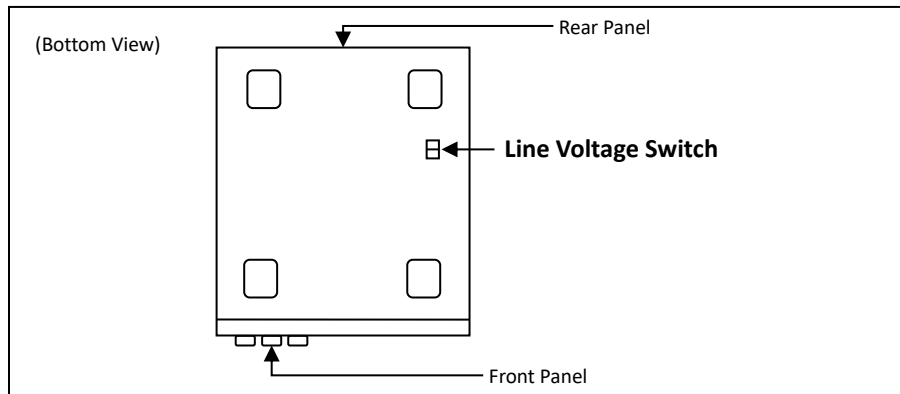 Rear Panel
(Bottom View)
Line Voltage Switch
Front Panel